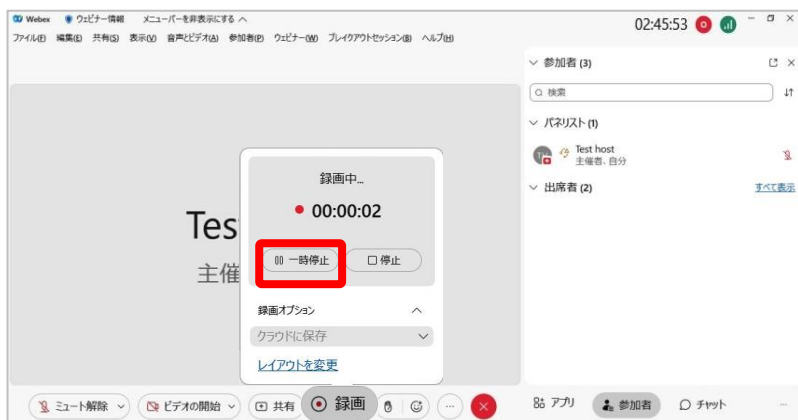 Webex ウェビナー情報 メニューバーを非表示にする
02:45:53
ファイル(E) 編集(E) 共有(S) 表示(V) 音声とビデオ(A) 参加者(P) ウェビナー(W) ブレイクアウトセッション(B) ヘルプ(H)
参加者 (3)
検索
パネリスト (1)
Test host
主催者、自分
出席者 (2) すべて表示
録画中...
00:00:02
Tes
一時停止 停止
主催
録画オプション
クラウドに保存
レイアウトを変更
ミュート解除 ビデオの開始 共有 録画 アプリ 参加者 チャット